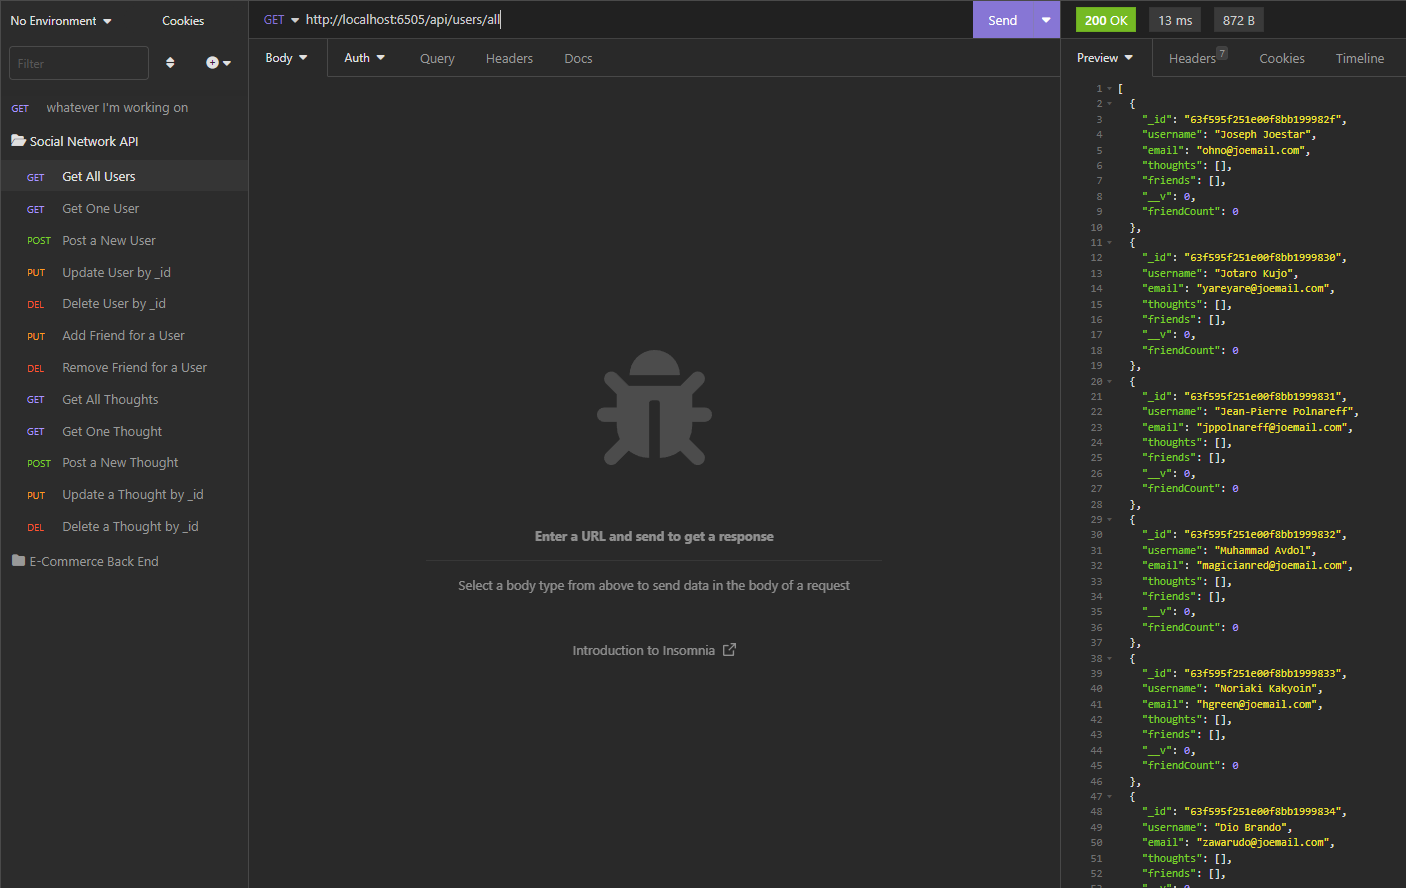 No Environment
Cookies
Filter
GET whatever I'm working on
Social Network API
GET Get All Users
GET Get One User
POST Post a New User
PUT Update User by _id
DEL Delete User by _id
PUT Add Friend for a User
DEL Remove Friend for a User
GET Get All Thoughts
GET Get One Thought
POST Post a New Thought
PUT Update a Thought by _id
DEL Delete a Thought by _id
E-Commerce Back End
GET http://localhost:6505/api/users/all
Send
Body Auth Query Headers Docs
Enter a URL and send to get a response
Select a body type from above to send data in the body of a request
Introduction to Insomnia
200 OK 13 ms 872 B
Preview Headers 7 Cookies Timeline
1 [
2 {
3 "_id": "63f595f251e00f8bb199982f",
4 "username": "Joseph Joestar",
5 "email": "ohno@joemail.com",
6 "thoughts": [],
7 "friends": [],
8 "__v": 0,
9 "friendCount": 0
10 },
11 {
12 "_id": "63f595f251e00f8bb1999830",
13 "username": "Jotaro Kujo",
14 "email": "yareyare@joemail.com",
15 "thoughts": [],
16 "friends": [],
17 "__v": 0,
18 "friendCount": 0
19 },
20 {
21 "_id": "63f595f251e00f8bb1999831",
22 "username": "Jean-Pierre Polnareff",
23 "email": "jppolnareff@joemail.com",
24 "thoughts": [],
25 "friends": [],
26 "__v": 0,
27 "friendCount": 0
28 },
29 {
30 "_id": "63f595f251e00f8bb1999832",
31 "username": "Muhammad Avdol",
32 "email": "magicianred@joemail.com",
33 "thoughts": [],
34 "friends": [],
35 "__v": 0,
36 "friendCount": 0
37 },
38 {
39 "_id": "63f595f251e00f8bb1999833",
40 "username": "Noriaki Kakyoin",
41 "email": "hgreen@joemail.com",
42 "thoughts": [],
43 "friends": [],
44 "__v": 0,
45 "friendCount": 0
46 },
47 {
48 "_id": "63f595f251e00f8bb1999834",
49 "username": "Dio Brando",
50 "email": "zawarudo@joemail.com",
51 "thoughts": [],
52 "friends": [],